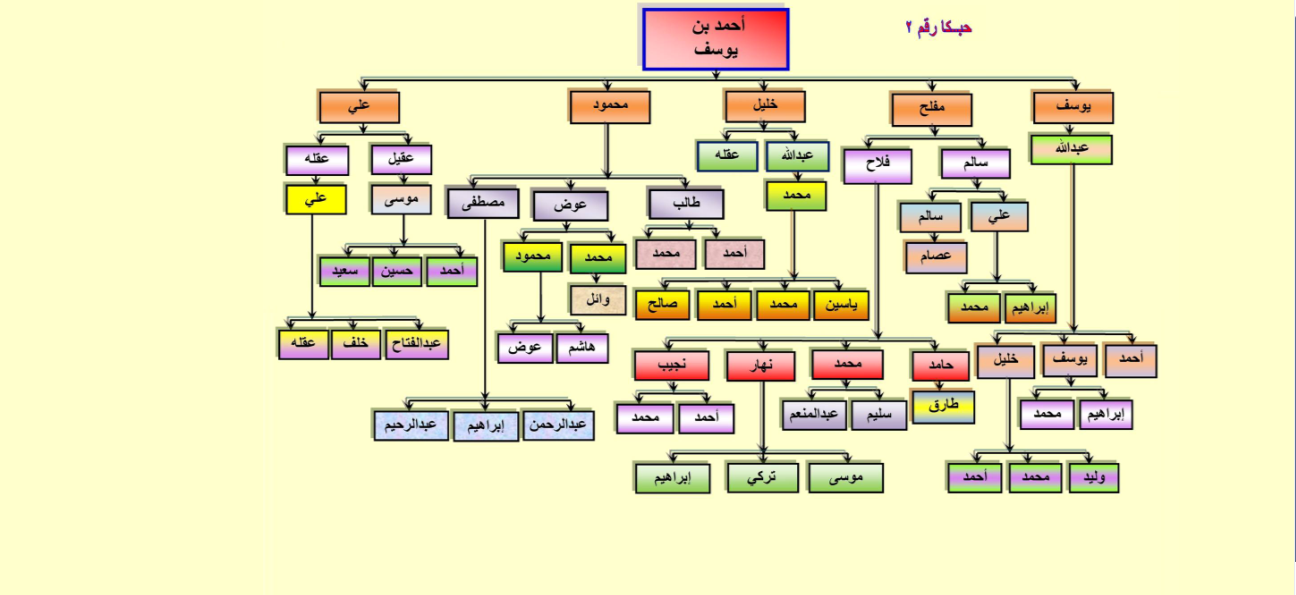 حبكا رقم ٢
أحمد بن
يوسف
يوسف
مفلح
خليل
محمود
علي
عبدالله
سالم
فلاح
عبدالله
عقله
عقيل
عقله
محمد
طالب
عوض
مصطفى
موسى
علي
علي
سالم
أحمد
محمد
محمد
محمود
عصام
أحمد
حسين
سعيد
وائل
إبراهيم
محمد
ياسين
محمد
أحمد
صالح
هاشم
عوض
عبدالفتاح
خلف
عقله
أحمد
يوسف
خليل
حامد
محمد
نهار
نجيب
إبراهيم
محمد
طارق
سليم
عبدالمنعم
أحمد
محمد
عبدالرحمن
إبراهيم
عبدالرحيم
وليد
محمد
أحمد
موسى
تركي
إبراهيم